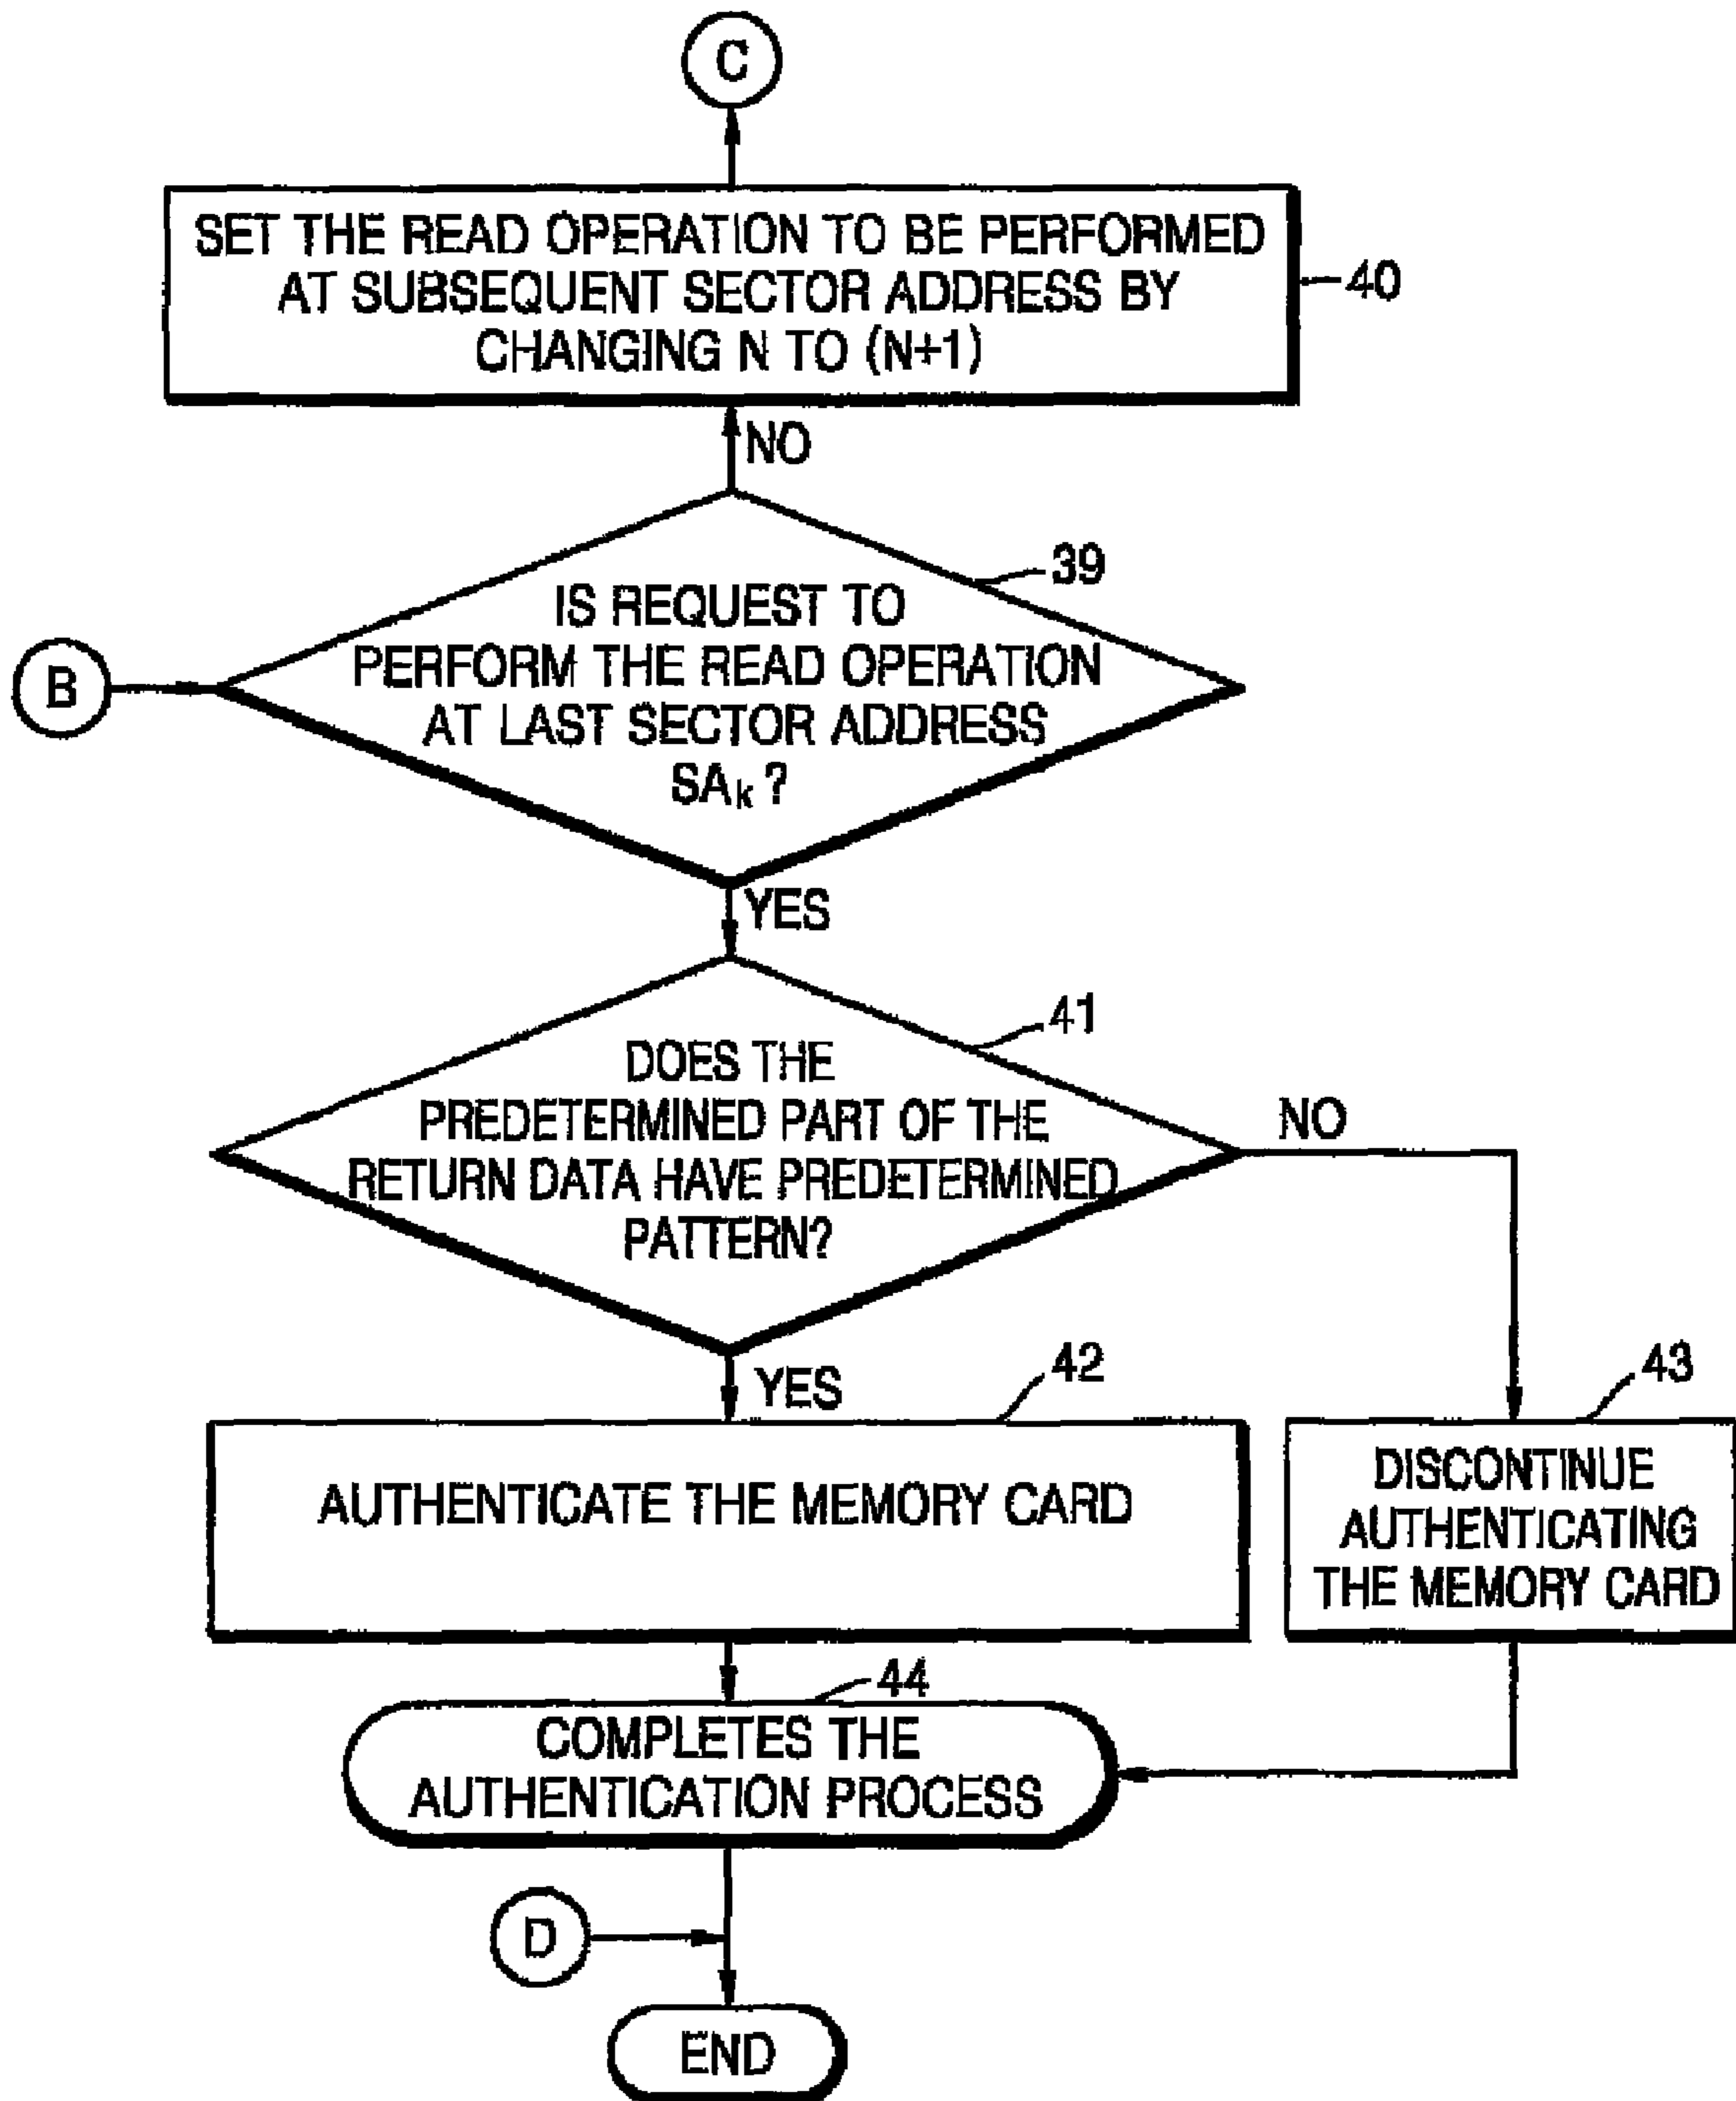 C
SET THE READ OPERATION TO BE PERFORMED
AT SUBSEQUENT SECTOR ADDRESS BY
CHANGING N TO (N+1)
40
NO
39
IS REQUEST TO
PERFORM THE READ OPERATION
AT LAST SECTOR ADDRESS
SAk ?
B
YES
41
DOES THE
PREDETERMINED PART OF THE
RETURN DATA HAVE PREDETERMINED
PATTERN?
NO
YES
42
43
AUTHENTICATE THE MEMORY CARD
DISCONTINUE
AUTHENTICATING
THE MEMORY CARD
44
COMPLETES THE
AUTHENTICATION PROCESS
D
END